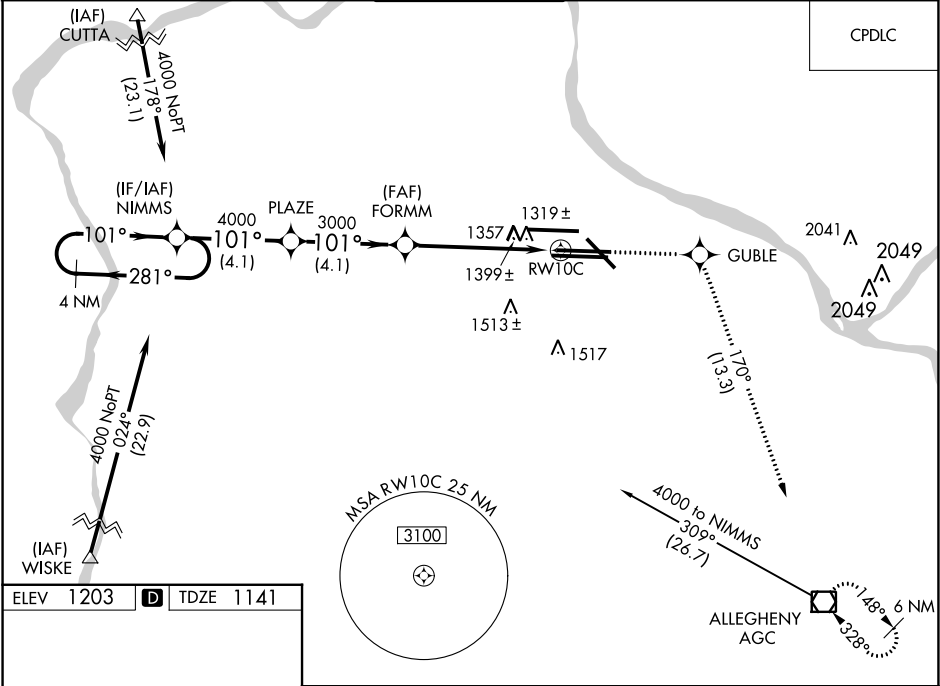 (IAF)
CUTTA
4000 NoPT
178°
(23.1)
CPDLC
(IF/IAF)
NIMMS
101°
281°
4 NM
4000
101°
(4.1)
PLAZE
3000
101°
(4.1)
(FAF)
FORMM
1319 ±
1357
1399 ±
RW10C
1513 ±
1517
GUBLE
2041
2049
2049
170°
(13.3)
4000 NoPT
024°
(22.9)
(IAF)
WISKE
MSA RW10C 25 NM
3100
4000 to NIMMS
309°
(26.7)
ALLEGHENY
AGC
148°
328°
6 NM
ELEV 1203 D TDZE 1141